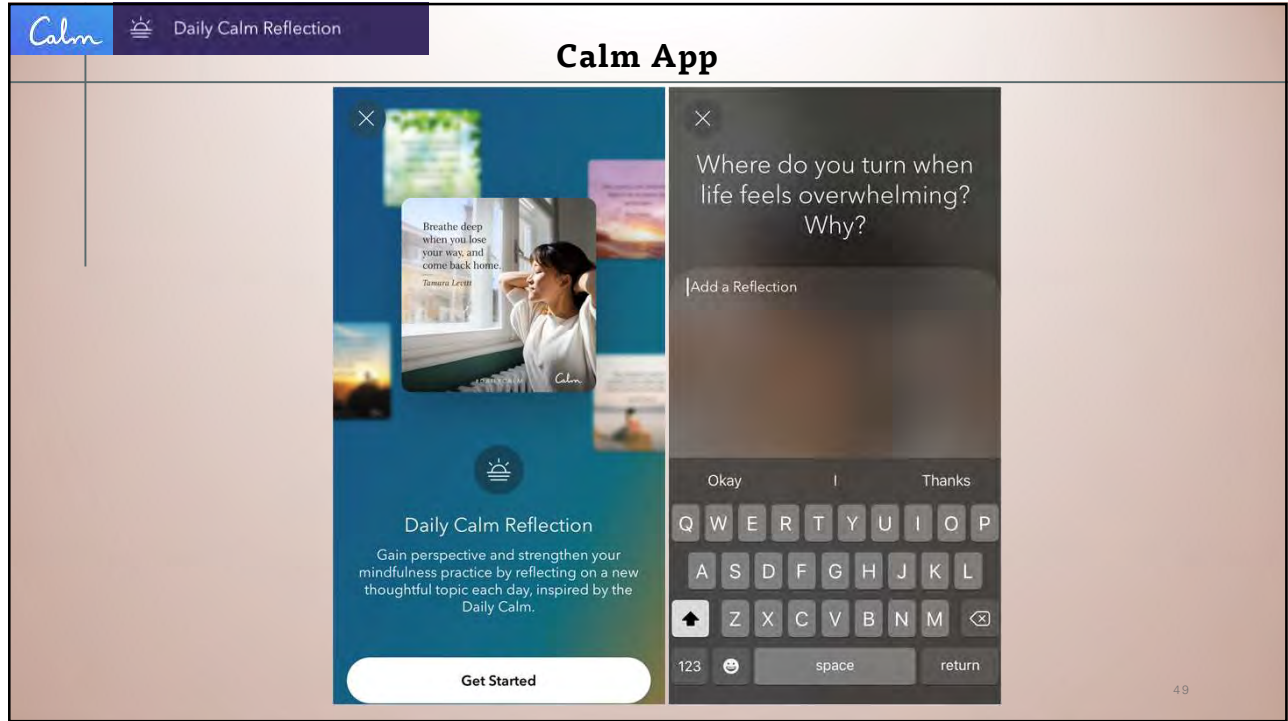 Calm
Daily Calm Reflection
Calm App
Breathe deep
when you lose
your way, and
come back home.
Tamara Levitt
Calm
Daily Calm Reflection
Gain perspective and strengthen your
mindfulness practice by reflecting on a new
thoughtful topic each day, inspired by the
Daily Calm.
Get Started
Where do you turn when
life feels overwhelming?
Why?
Add a Reflection
Okay I Thanks
Q W E R T Y U I O P
A S D F G H J K L
Z X C V B N M
123 space return
49